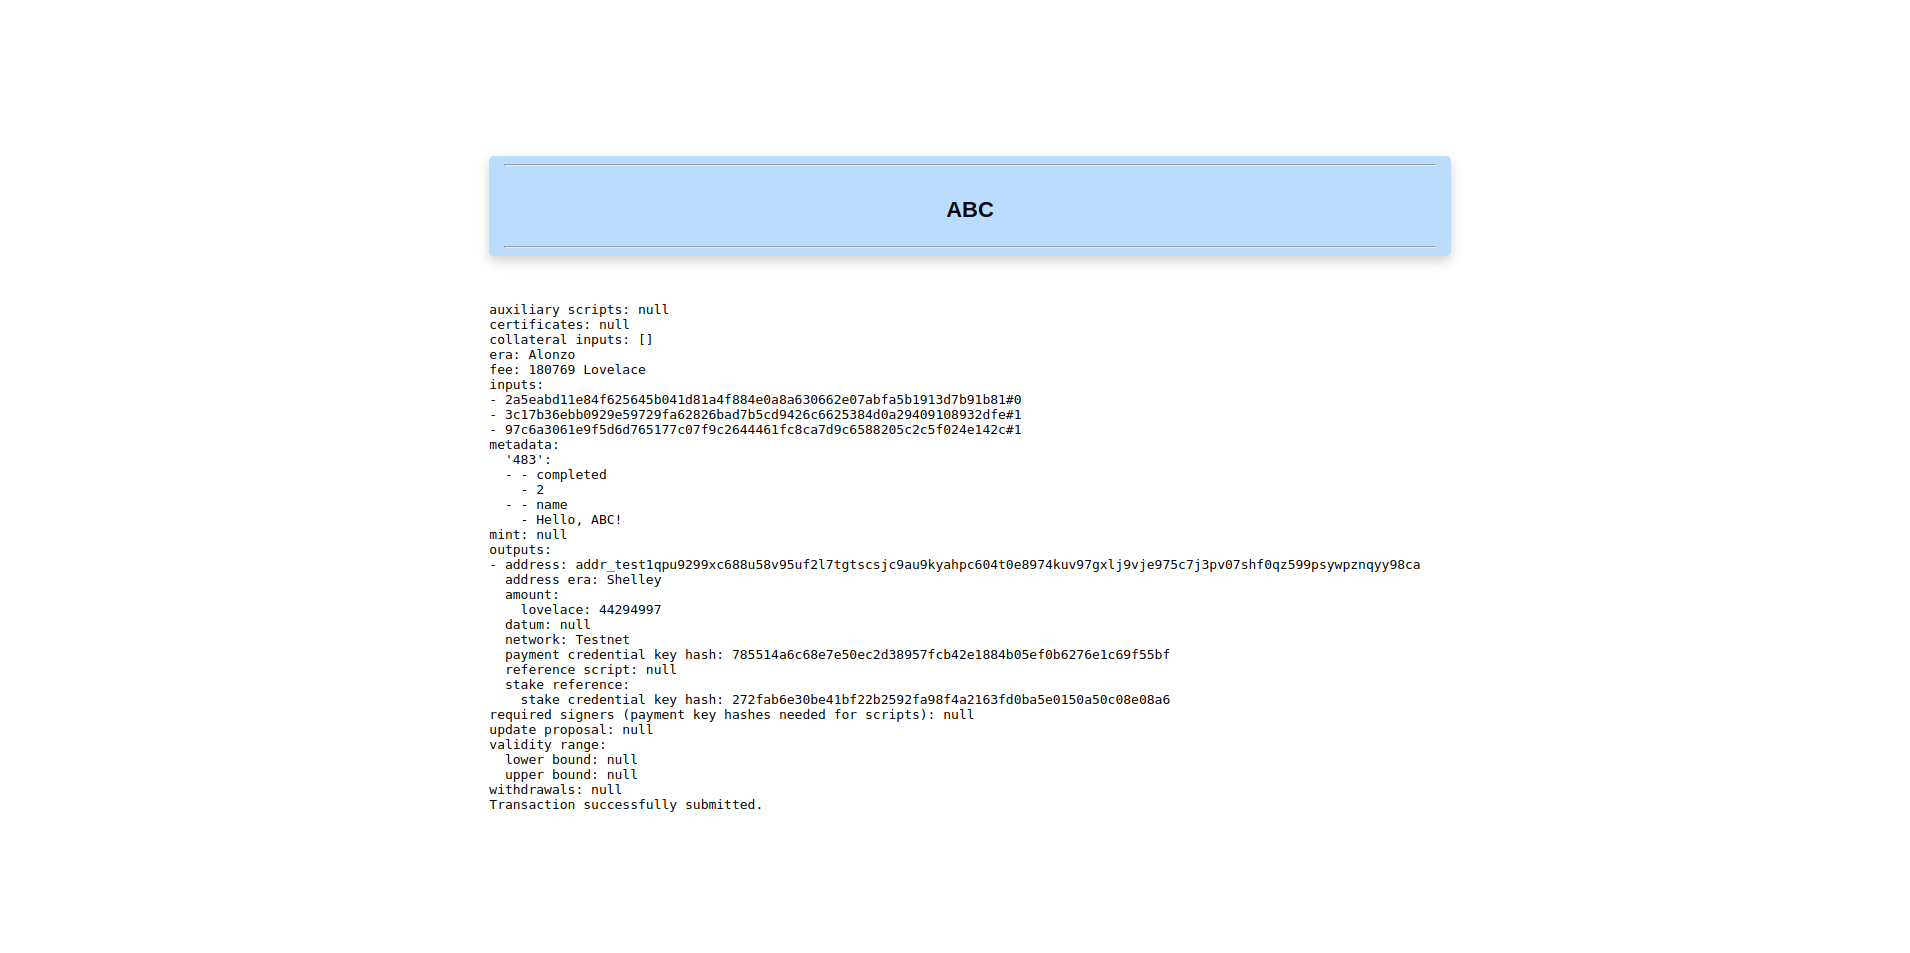 ABC
auxiliary scripts: null
certificates: null
collateral inputs: []
era: Alonzo
fee: 180769 Lovelace
inputs:
- 2a5eabd11e84f625645b041d81a4f884e0a8a630662e07abfa5b1913d7b91b81#0
- 3c17b36ebb0929e59729fa62826bad7b5cd9426c6625384d0a29409108932dfe#1
- 97c6a3061e9f5d6d765177c07f9c2644461fc8ca7d9c6588205c2c5f024e142c#1
metadata:
  '483':
  - - completed
    - 2
  - - name
    - Hello, ABC!
mint: null
outputs:
- address: addr_test1qpu9299xc688u58v95uf2l7tgtscsjc9au9kyahpc604t0e8974kuv97gxlj9vje975c7j3pv07shf0qz599psywpznqyy98ca
  address era: Shelley
  amount:
    lovelace: 44294997
  datum: null
  network: Testnet
  payment credential key hash: 785514a6c68e7e50ec2d38957fcb42e1884b05ef0b6276e1c69f55bf
  reference script: null
  stake reference:
    stake credential key hash: 272fab6e30be41bf22b2592fa98f4a2163fd0ba5e0150a50c08e08a6
required signers (payment key hashes needed for scripts): null
update proposal: null
validity range:
  lower bound: null
  upper bound: null
withdrawals: null
Transaction successfully submitted.